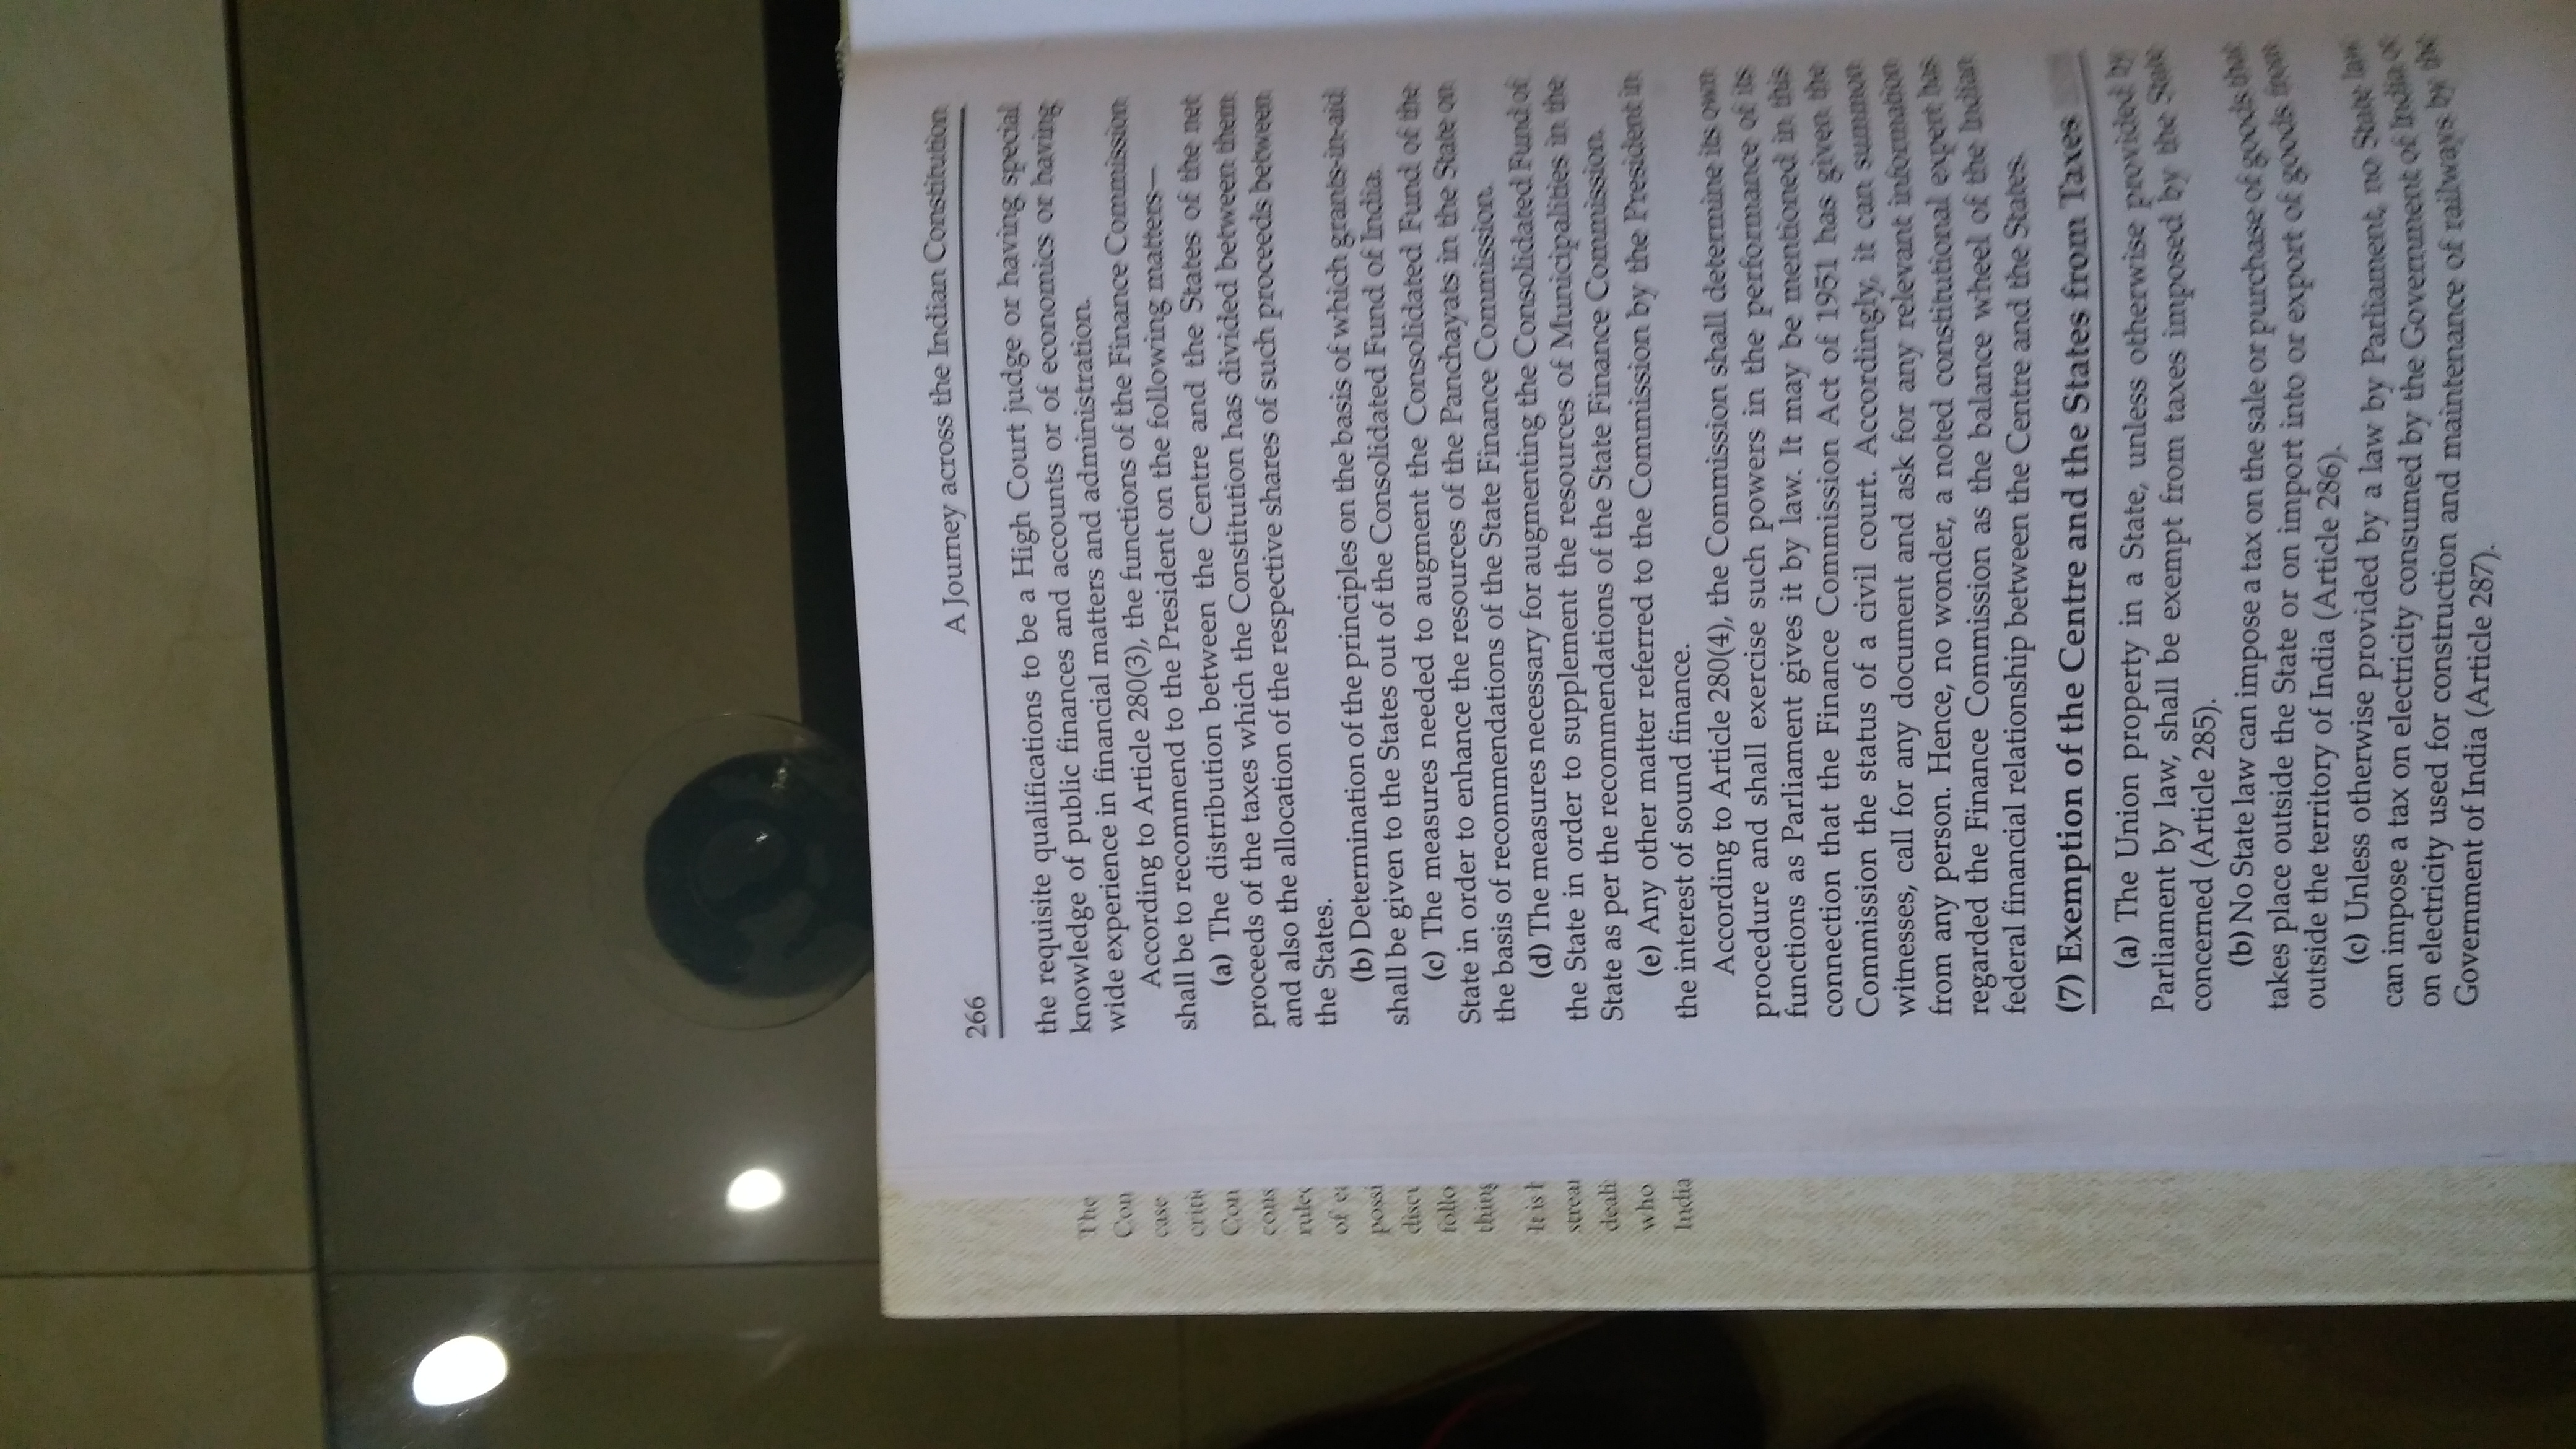 266
A Journey across the Indian Constitution
the requisite qualifications to be a High Court judge or having special
knowledge of public finances and accounts or of economics or having
wide experience in financial matters and administration.
According to Article 280(3), the functions of the Finance Commission
shall be to recommend to the President on the following matters—
(a) The distribution between the Centre and the States of the net
proceeds of the taxes which the Constitution has divided between them
and also the allocation of the respective shares of such proceeds between
the States.
(b) Determination of the principles on the basis of which grants-in-aid
shall be given to the States out of the Consolidated Fund of India.
(c) The measures needed to augment the Consolidated Fund of the
State in order to enhance the resources of the Panchayats in the State on
the basis of recommendations of the State Finance Commission.
(d) The measures necessary for augmenting the Consolidated Fund of
the State in order to supplement the resources of Municipalities in the
State as per the recommendations of the State Finance Commission.
(e) Any other matter referred to the Commission by the President in
the interest of sound finance.
According to Article 280(4), the Commission shall determine its own
procedure and shall exercise such powers in the performance of its
functions as Parliament gives it by law. It may be mentioned in this
connection that the Finance Commission Act of 1951 has given the
Commission the status of a civil court. Accordingly, it can summon
witnesses, call for any document and ask for any relevant information
from any person. Hence, no wonder, a noted constitutional expert has
regarded the Finance Commission as the balance wheel of the Indian
federal financial relationship between the Centre and the States.
(7) Exemption of the Centre and the States from Taxes
(a) The Union property in a State, unless otherwise provided by
Parliament by law, shall be exempt from taxes imposed by the State
concerned (Article 285).
(b) No State law can impose a tax on the sale or purchase of goods that
takes place outside the State or on import into or export of goods from
outside the territory of India (Article 286).
(c) Unless otherwise provided by a law by Parliament, no State law
can impose a tax on electricity consumed by the Government of India or
on electricity used for construction and maintenance of railways by the
Government of India (Article 287).
The
Con
case
critic
Con
cons
rulec
of ea
possi
discu
follo
thing
It is h
strear
deali
who
India